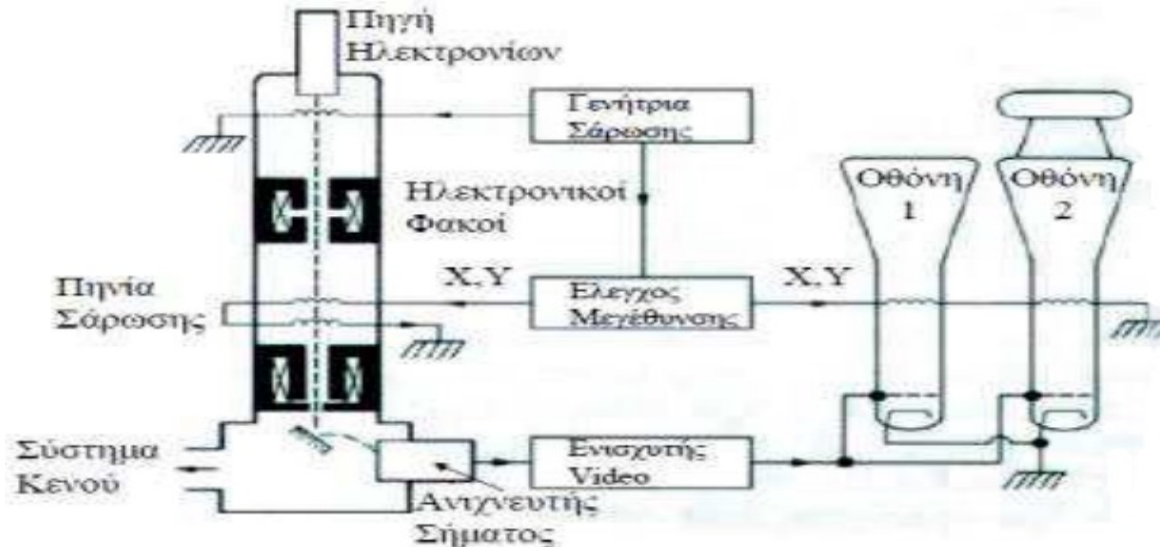 Πηγή
Ηλεκτρονίων
Γενήτρια
Σάρωσης
Ηλεκτρονικοί
Φακοί
Οθόνη
1
Οθόνη
2
Πηνία
Σάρωσης
X,Y
Ελεγχος
Μεγέθυνσης
X,Y
Σύστημα
Κενού
Ενισχυτής
Video
Ανιχνευτής
Σήματος